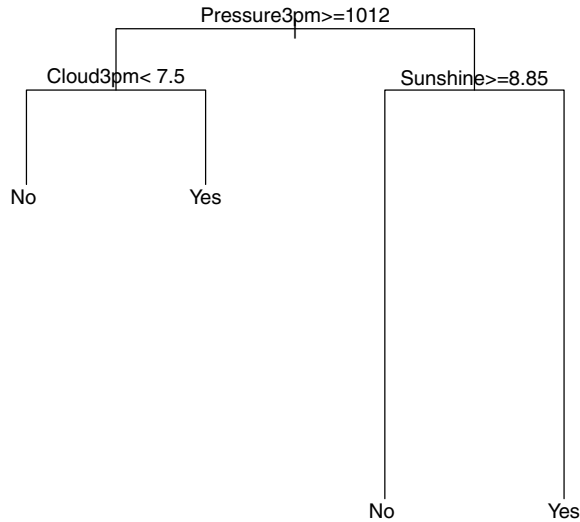 Pressure3pm>=1012
Cloud3pm< 7.5
Sunshine>=8.85
No
Yes
No
Yes